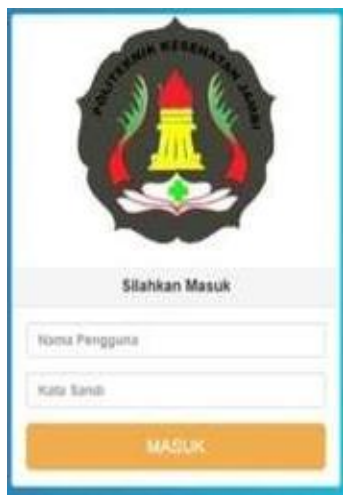 POLITEKNIK KESEHATAN JAMBI
Silahkan Masuk
Nama Pengguna
Kata Sandi
MASUK